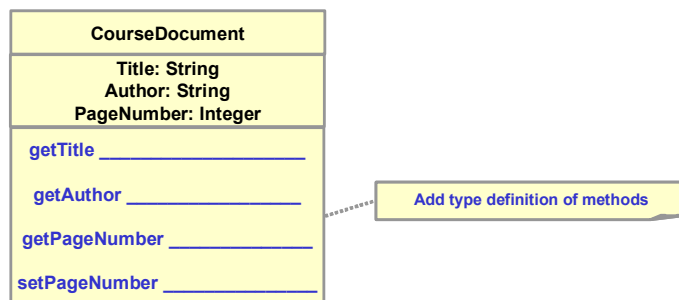 CourseDocument
Title: String
Author: String
PageNumber: Integer
getTitle ____________________
getAuthor _________________
getPageNumber ______________
setPageNumber _______________
Add type definition of methods